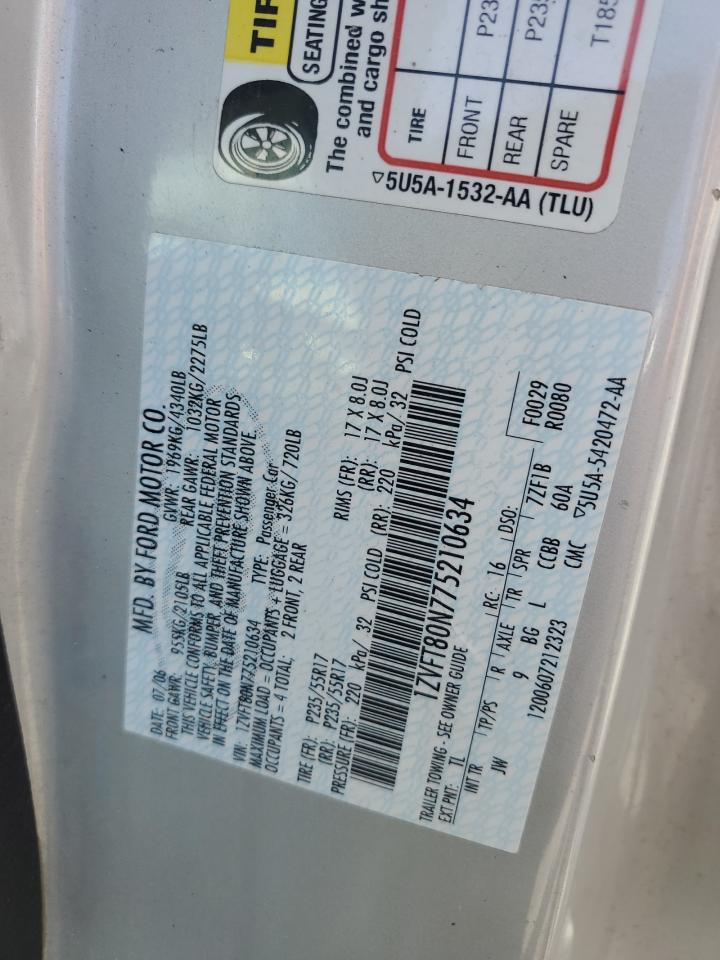 TIR
SEATING
The combined w
and cargo sh
TIRE
FRONT P23
REAR P235
SPARE T185
5U5A-1532-AA (TLU)
MFD. BY FORD MOTOR CO.
DATE: 07/06 GVWR: 1969KG/4340LB
FRONT GAWR: 955KG/2105LB REAR GAWR: 1032KG/2275LB
THIS VEHICLE CONFORMS TO ALL APPLICABLE FEDERAL MOTOR
VEHICLE SAFETY, BUMPER, AND THEFT PREVENTION STANDARDS
IN EFFECT ON THE DATE OF MANUFACTURE SHOWN ABOVE.
VIN: 1ZVFT80N775210634 TYPE: Passenger Car
MAXIMUM LOAD = OCCUPANTS + LUGGAGE = 326KG/720LB
OCCUPANTS = 4 TOTAL; 2 FRONT, 2 REAR
TIRE (FR): P235/55R17 RIMS (FR): 17 X 8.0J
(RR): P235/55R17 (RR): 17 X 8.0J
PRESSURE (FR): 220 kPa/ 32 PSI COLD (RR): 220 kPa/ 32 PSI COLD
1ZVFT80N775210634
TRAILER TOWING - SEE OWNER GUIDE
EXT PNT: TL RC: 16 DSO: F0029
INT TR TP/PS R AXLE TR SPR R0080
JW 9 BG L CCBB 7ZF1B
60A
1200607212323 CMC 5U5A-5420472-AA